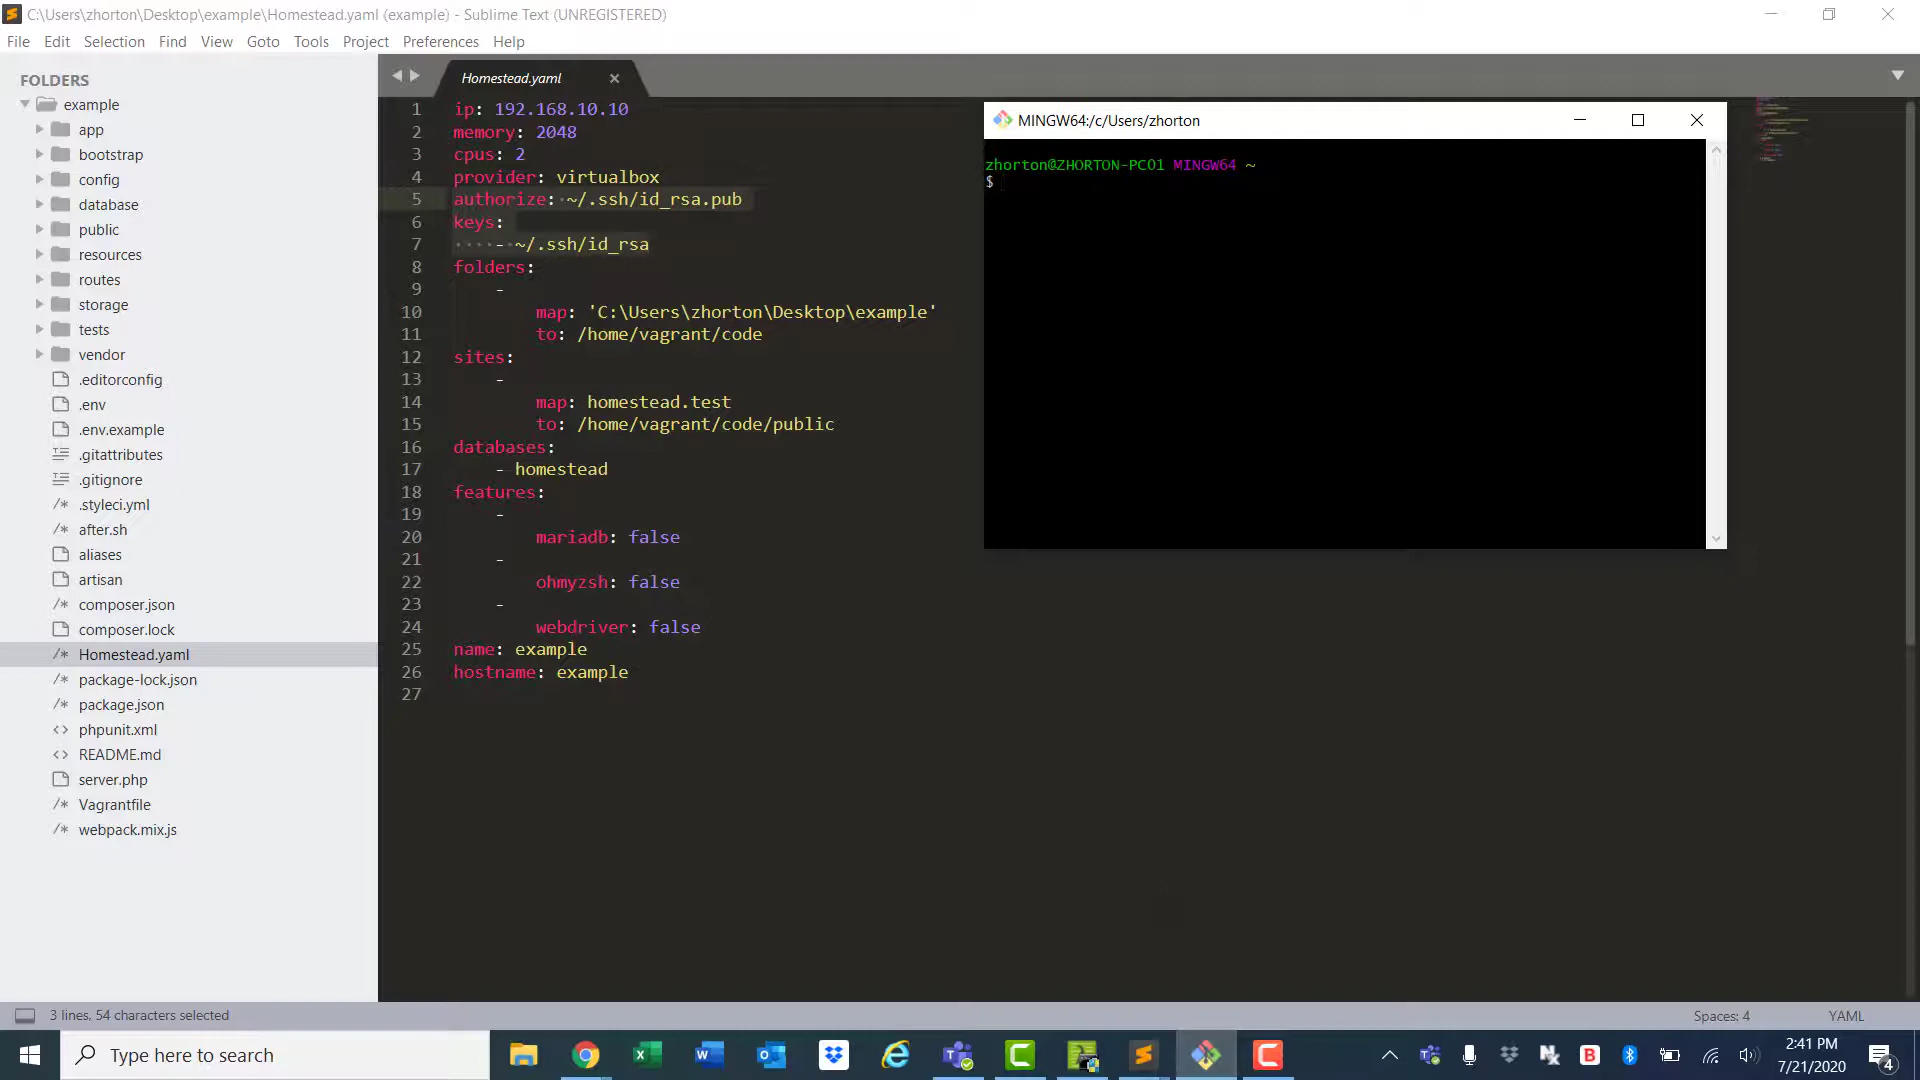 C:\Users\zhorton\Desktop\example\Homestead.yaml (example) - Sublime Text (UNREGISTERED)
File Edit Selection Find View Goto Tools Project Preferences Help
FOLDERS
example
app
bootstrap
config
database
public
resources
routes
storage
tests
vendor
.editorconfig
.env
.env.example
.gitattributes
.gitignore
.styleci.yml
after.sh
aliases
artisan
composer.json
composer.lock
Homestead.yaml
package-lock.json
package.json
phpunit.xml
README.md
server.php
Vagrantfile
webpack.mix.js
Homestead.yaml
1 ip: 192.168.10.10
2 memory: 2048
3 cpus: 2
4 provider: virtualbox
5 authorize: ~/.ssh/id_rsa.pub
6 keys:
7 - ~/.ssh/id_rsa
8 folders:
9 -
10 map: 'C:\Users\zhorton\Desktop\example'
11 to: /home/vagrant/code
12 sites:
13 -
14 map: homestead.test
15 to: /home/vagrant/code/public
16 databases:
17 - homestead
18 features:
19 -
20 mariadb: false
21 -
22 ohmyzsh: false
23 -
24 webdriver: false
25 name: example
26 hostname: example
27
MINGW64:/c/Users/zhorton
zhorton@ZHORTON-PC01 MINGW64 ~
$
3 lines, 54 characters selected
Spaces: 4 YAML
Type here to search
2:41 PM
7/21/2020
4